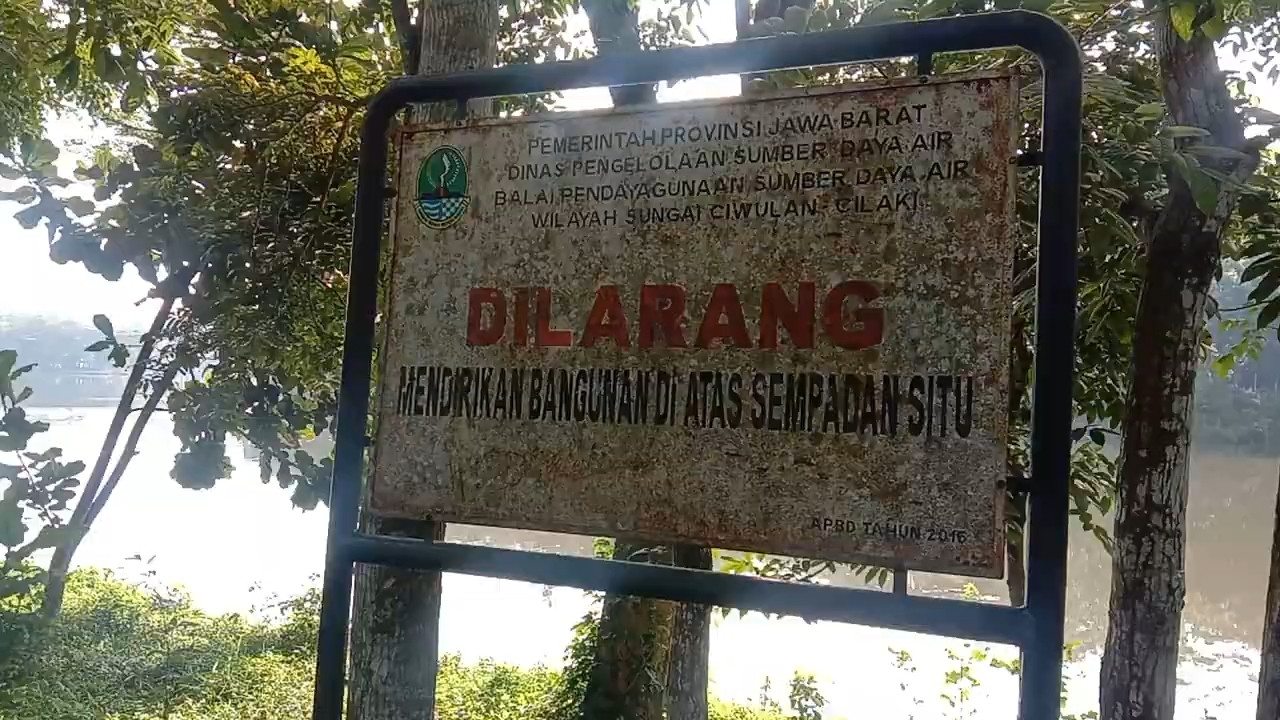 PEMERINTAH PROVINSI JAWA BARAT
DINAS PENGELOLAAN SUMBER DAYA AIR
BALAI PENDAYAGUNAAN SUMBER DAYA AIR
WILAYAH SUNGAI CIWULAN - CILAKI
DILARANG
MENDIRIKAN BANGUNAN DI ATAS SEMPADAN SITU
APBD TAHUN 2016